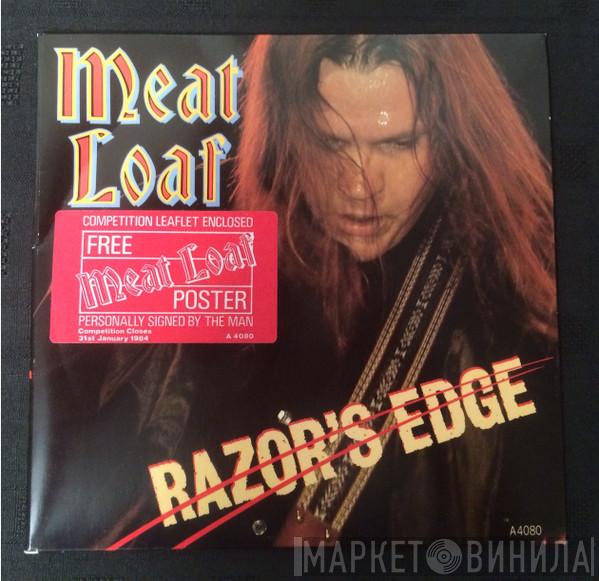 Meat
Loaf
COMPETITION LEAFLET ENCLOSED
FREE
Meat Loaf
POSTER
PERSONALLY SIGNED BY THE MAN
Competition Closes
31st January 1984
A 4080
RAZOR'S EDGE
A4080
МАРКЕТ ВИНИЛА